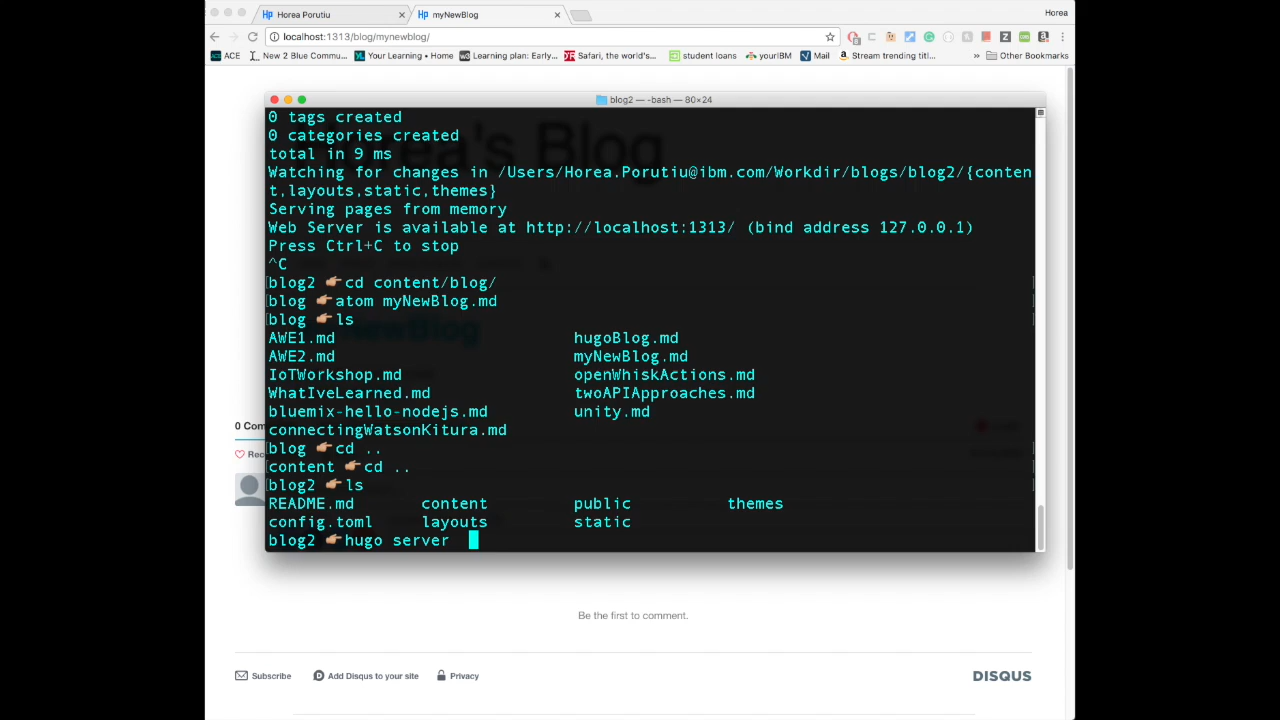 Horea Porutiu
myNewBlog
Horea
localhost:1313/blog/mynewblog/
ACE
New 2 Blue Commu...
Your Learning • Home
Learning plan: Early...
Safari, the world's...
student loans
yourIBM
Mail
Stream trending titl...
»
Other Bookmarks
blog2 — -bash — 80×24
0 tags created
0 categories created
total in 9 ms
Watching for changes in /Users/Horea.Porutiu@ibm.com/Workdir/blogs/blog2/{conten
t,layouts,static,themes}
Serving pages from memory
Web Server is available at http://localhost:1313/ (bind address 127.0.0.1)
Press Ctrl+C to stop
^C
blog2 👉cd content/blog/
blog 👉atom myNewBlog.md
blog 👉ls
AWE1.md hugoBlog.md
AWE2.md myNewBlog.md
IoTWorkshop.md openWhiskActions.md
WhatIveLearned.md twoAPIApproaches.md
bluemix-hello-nodejs.md unity.md
connectingWatsonKitura.md
blog 👉cd ..
content 👉cd ..
blog2 👉ls
README.md content public themes
config.toml layouts static
blog2 👉hugo server
0 Com
Rec
Be the first to comment.
Subscribe
Add Disqus to your site
Privacy
DISQUS